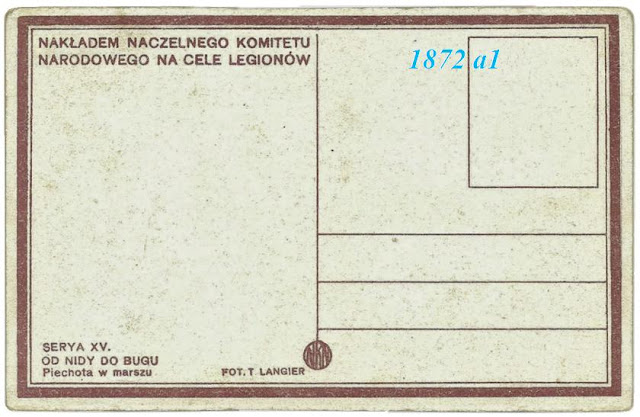 NAKŁADEM NACZELNEGO KOMITETU
NARODOWEGO NA CELE LEGIONÓW
1872 a1
SERYA XV.
OD NIDY DO BUGU
Piechota w marszu
FOT. T LANGIER
NKN